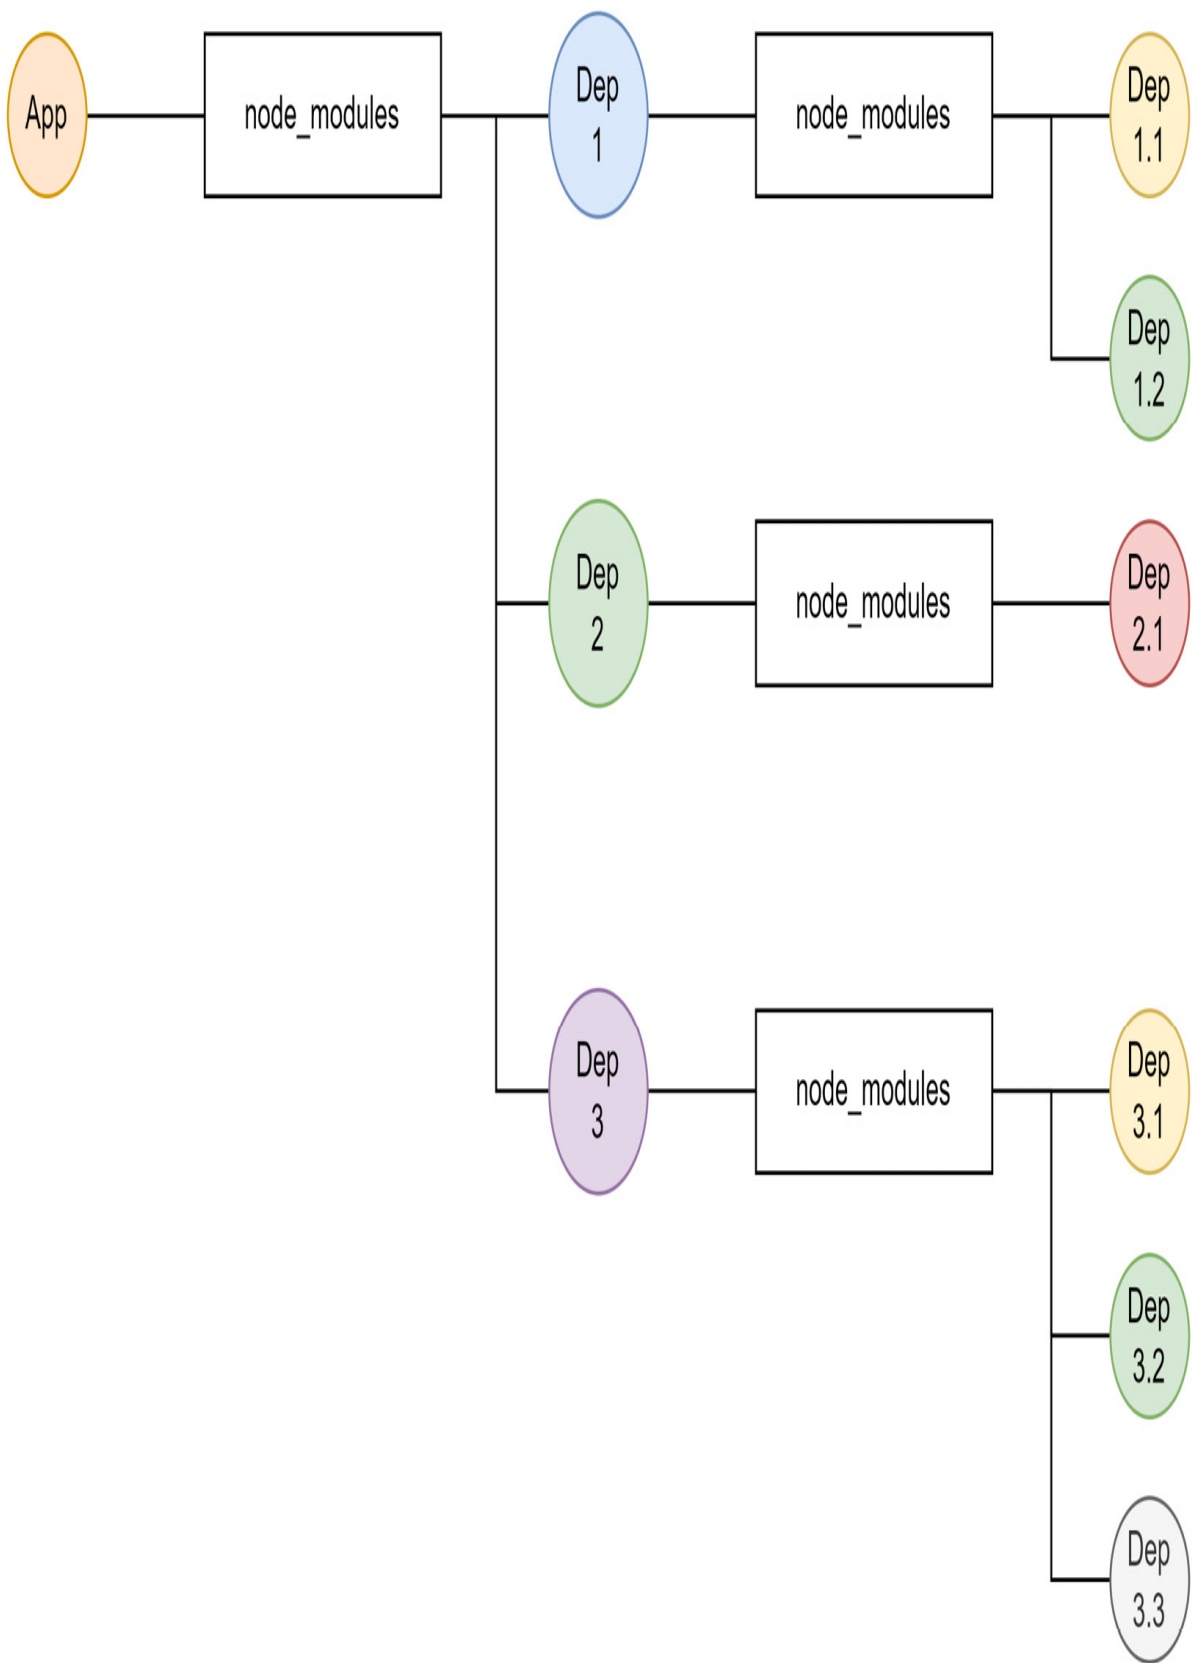 App
node_modules
Dep
1
node_modules
Dep
1.1
Dep
1.2
Dep
2
node_modules
Dep
2.1
Dep
3
node_modules
Dep
3.1
Dep
3.2
Dep
3.3